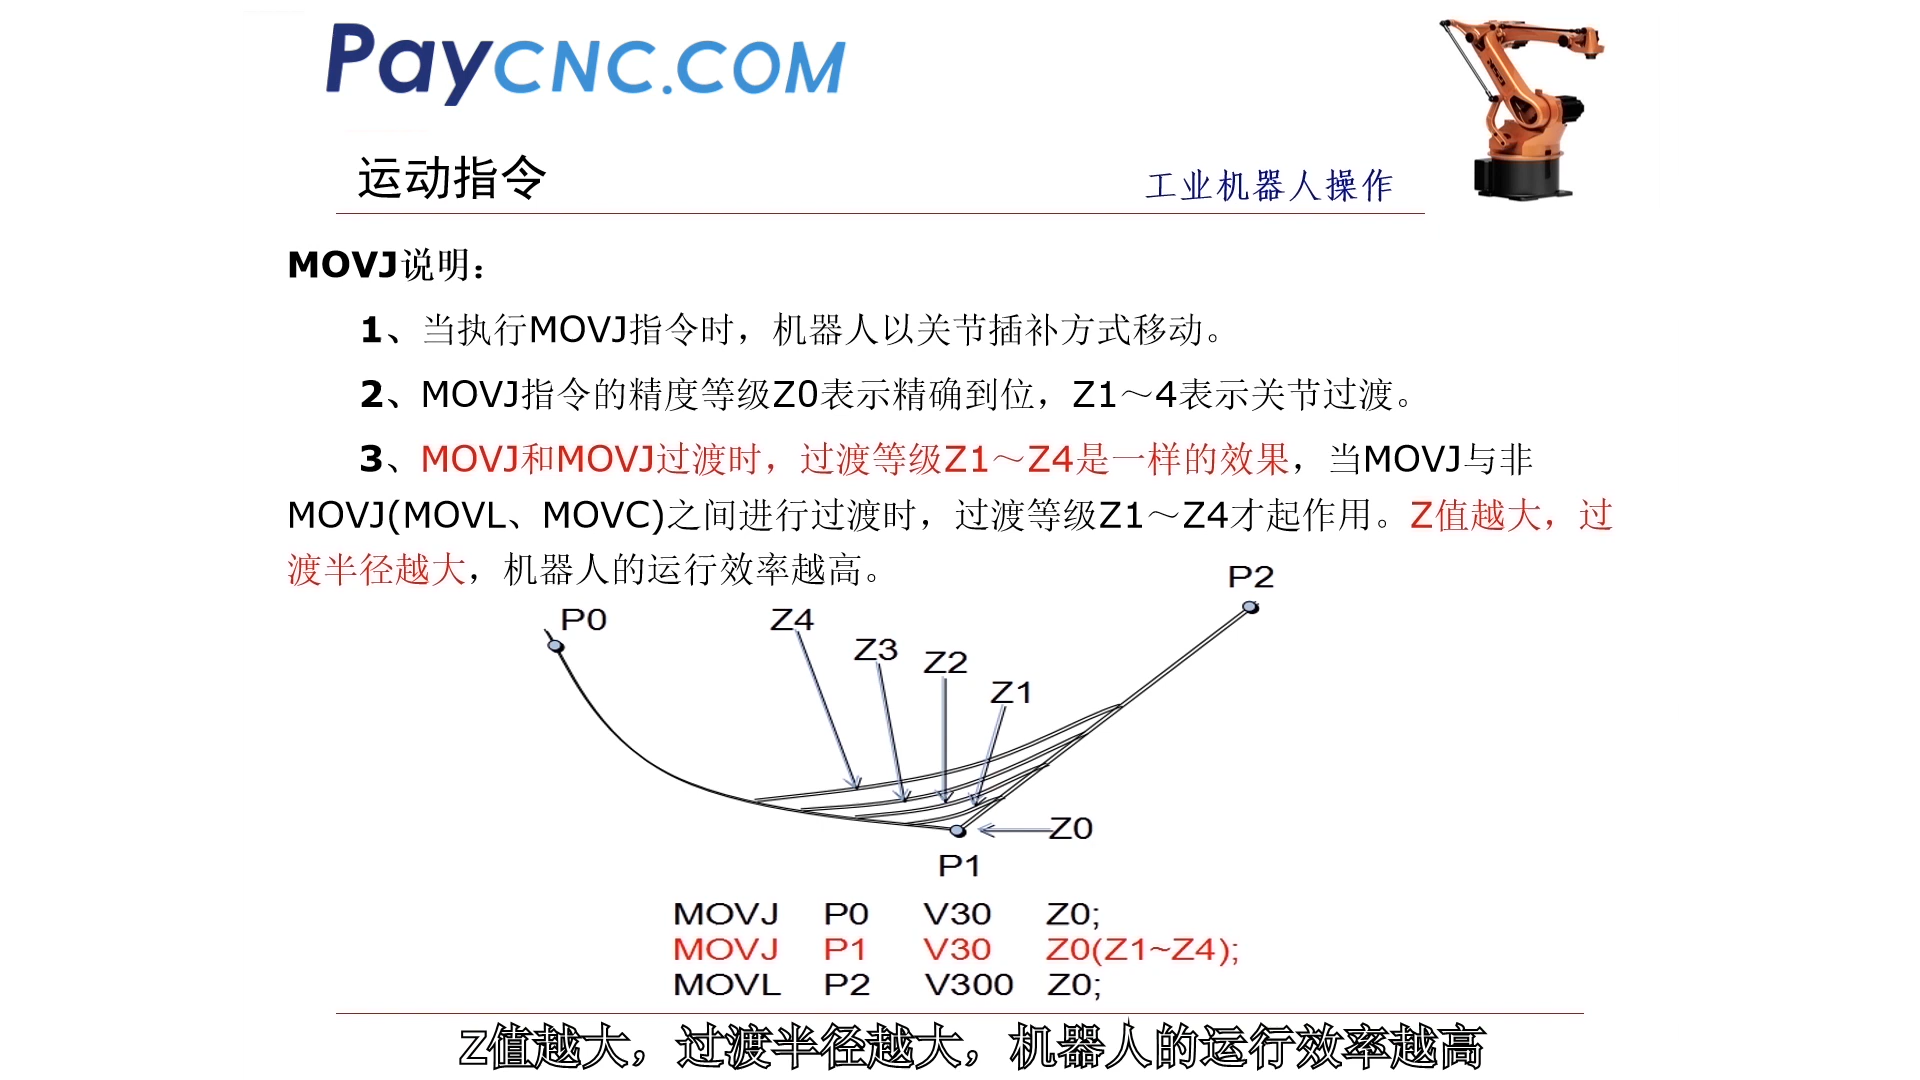 PayCNC.COM
运动指令
工业机器人操作
MOVJ说明：
1、当执行MOVJ指令时，机器人以关节插补方式移动。
2、MOVJ指令的精度等级Z0表示精确到位，Z1～4表示关节过渡。
3、MOVJ和MOVJ过渡时，过渡等级Z1～Z4是一样的效果，当MOVJ与非
MOVJ(MOVL、MOVC)之间进行过渡时，过渡等级Z1～Z4才起作用。Z值越大，过
渡半径越大，机器人的运行效率越高。
P2
P0
Z4
Z3
Z2
Z1
Z0
P1
MOVJ P0 V30 Z0;
MOVJ P1 V30 Z0(Z1~Z4);
MOVL P2 V300 Z0;
Z值越大，过渡半径越大，机器人的运行效率越高